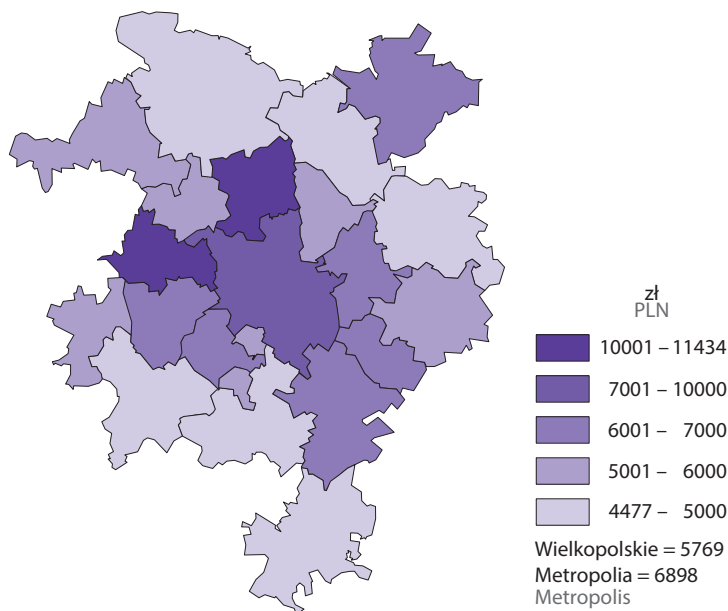 zł
PLN
10001 – 11434
7001 – 10000
6001 – 7000
5001 – 6000
4477 – 5000
Wielkopolskie = 5769
Metropolia = 6898
Metropolis